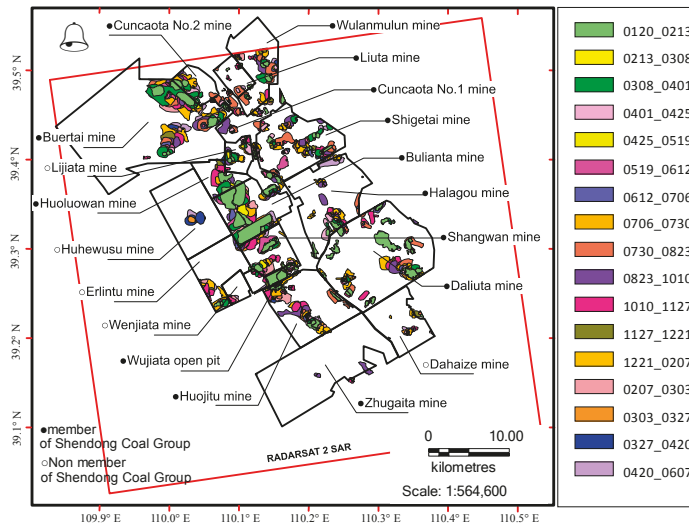 Cuncaota No.2 mine
Wulanmulun mine
Liuta mine
Cuncaota No.1 mine
Shigetai mine
Buertai mine
Bulianta mine
Lijiata mine
Halagou mine
Huoluowan mine
Shangwan mine
Huhewusu mine
Daliuta mine
Erlintu mine
Wenjiata mine
Wujiata open pit
Dahaize mine
Huojitu mine
Zhugaita mine
●member
of Shendong Coal Group
○Non member
of Shendong Coal Group
RADARSAT 2 SAR
0 10.00
kilometres
Scale: 1:564,600
39.5° N
39.4° N
39.3° N
39.2° N
39.1° N
109.9° E 110.0° E 110.1° E 110.2° E 110.3° E 110.4° E 110.5° E
0120_0213
0213_0308
0308_0401
0401_0425
0425_0519
0519_0612
0612_0706
0706_0730
0730_0823
0823_1010
1010_1127
1127_1221
1221_0207
0207_0303
0303_0327
0327_0420
0420_0607